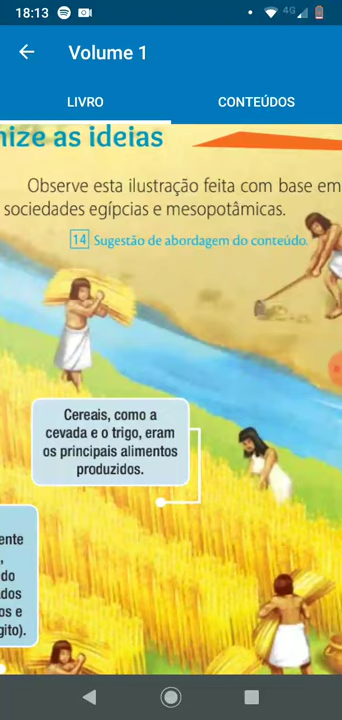 18:13
4G
Volume 1
LIVRO
CONTEÚDOS
nize as ideias
Observe esta ilustração feita com base em
sociedades egípcias e mesopotâmicas.
14 Sugestão de abordagem do conteúdo.
Cereais, como a
cevada e o trigo, eram
os principais alimentos
produzidos.
ente
,
do
ados
os e
gito).